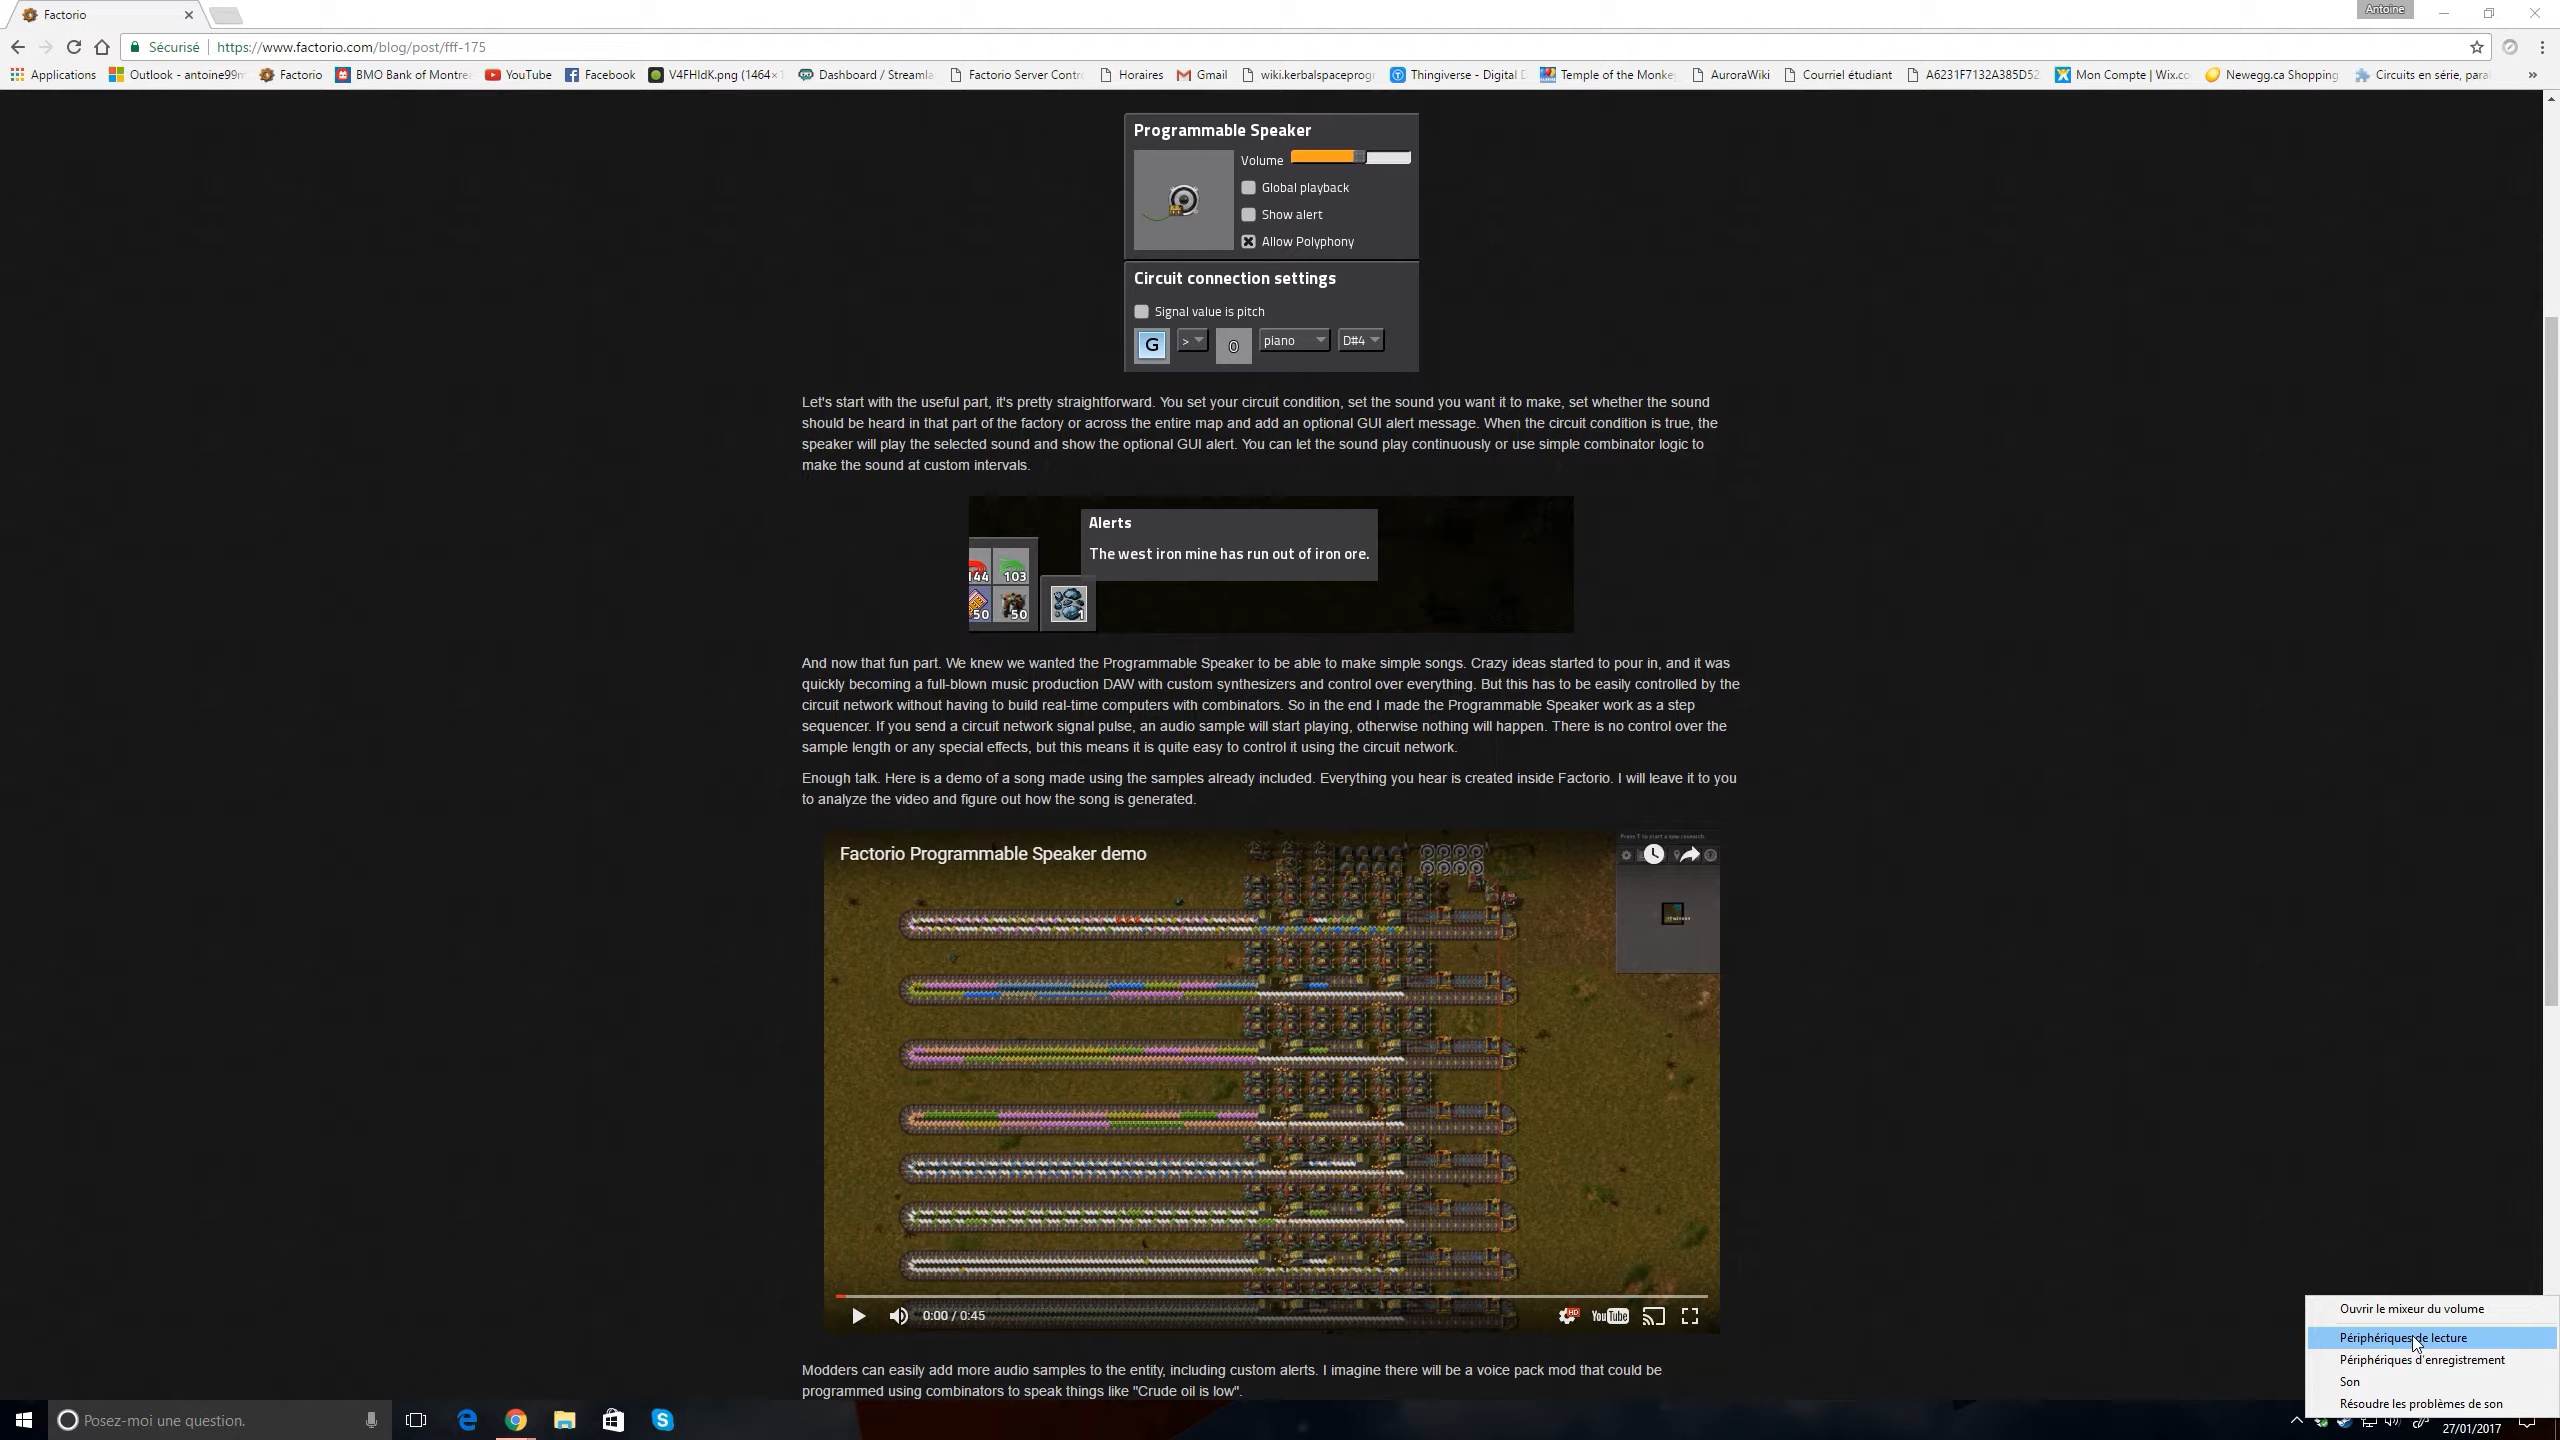 Factorio
Antoine
Sécurisé https://www.factorio.com/blog/post/fff-175
Applications Outlook - antoine99m Factorio BMO Bank of Montre YouTube Facebook V4FHIdK.png (1464× Dashboard / Streamla Factorio Server Contr Horaires Gmail wiki.kerbalspaceprog Thingiverse - Digital D Temple of the Monke AuroraWiki Courriel étudiant A6231F7132A385D52 Mon Compte | Wix.co Newegg.ca Shopping Circuits en série, para »
Programmable Speaker
Volume
Global playback
Show alert
Allow Polyphony
Circuit connection settings
Signal value is pitch
G > 0 piano D#4
Let's start with the useful part, it's pretty straightforward. You set your circuit condition, set the sound you want it to make, set whether the sound
should be heard in that part of the factory or across the entire map and add an optional GUI alert message. When the circuit condition is true, the
speaker will play the selected sound and show the optional GUI alert. You can let the sound play continuously or use simple combinator logic to
make the sound at custom intervals.
Alerts
The west iron mine has run out of iron ore.
144 103
50 50 1
And now that fun part. We knew we wanted the Programmable Speaker to be able to make simple songs. Crazy ideas started to pour in, and it was
quickly becoming a full-blown music production DAW with custom synthesizers and control over everything. But this has to be easily controlled by the
circuit network without having to build real-time computers with combinators. So in the end I made the Programmable Speaker work as a step
sequencer. If you send a circuit network signal pulse, an audio sample will start playing, otherwise nothing will happen. There is no control over the
sample length or any special effects, but this means it is quite easy to control it using the circuit network.
Enough talk. Here is a demo of a song made using the samples already included. Everything you hear is created inside Factorio. I will leave it to you
to analyze the video and figure out how the song is generated.
Press T to start a new research.
Factorio Programmable Speaker demo
0:00 / 0:45
HD
YouTube
Modders can easily add more audio samples to the entity, including custom alerts. I imagine there will be a voice pack mod that could be
programmed using combinators to speak things like "Crude oil is low".
Ouvrir le mixeur du volume
Périphériques de lecture
Périphériques d'enregistrement
Son
Résoudre les problèmes de son
Posez-moi une question.
27/01/2017